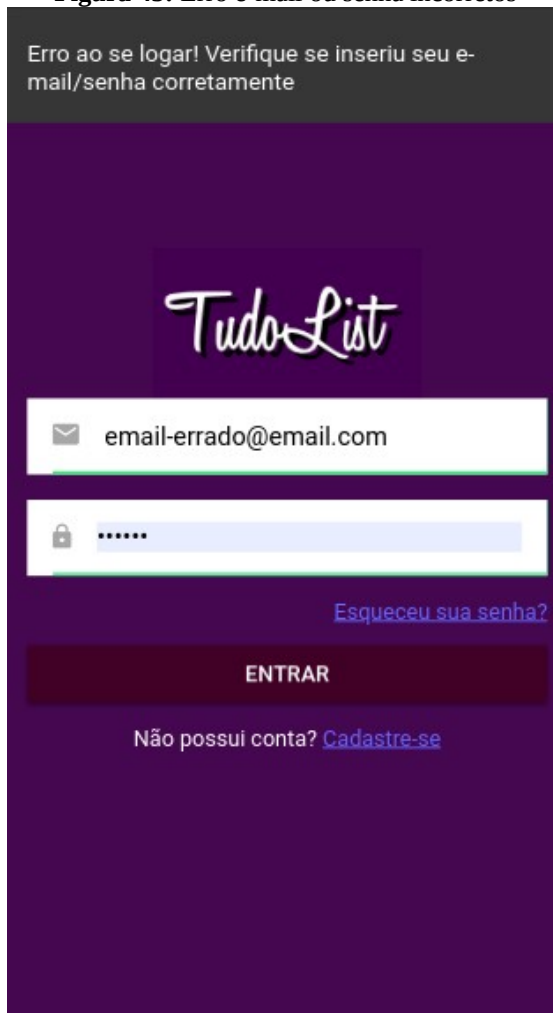 Erro ao se logar! Verifique se inseriu seu e-
mail/senha corretamente
TudoList
email-errado@email.com
••••••
Esqueceu sua senha?
ENTRAR
Não possui conta? Cadastre-se